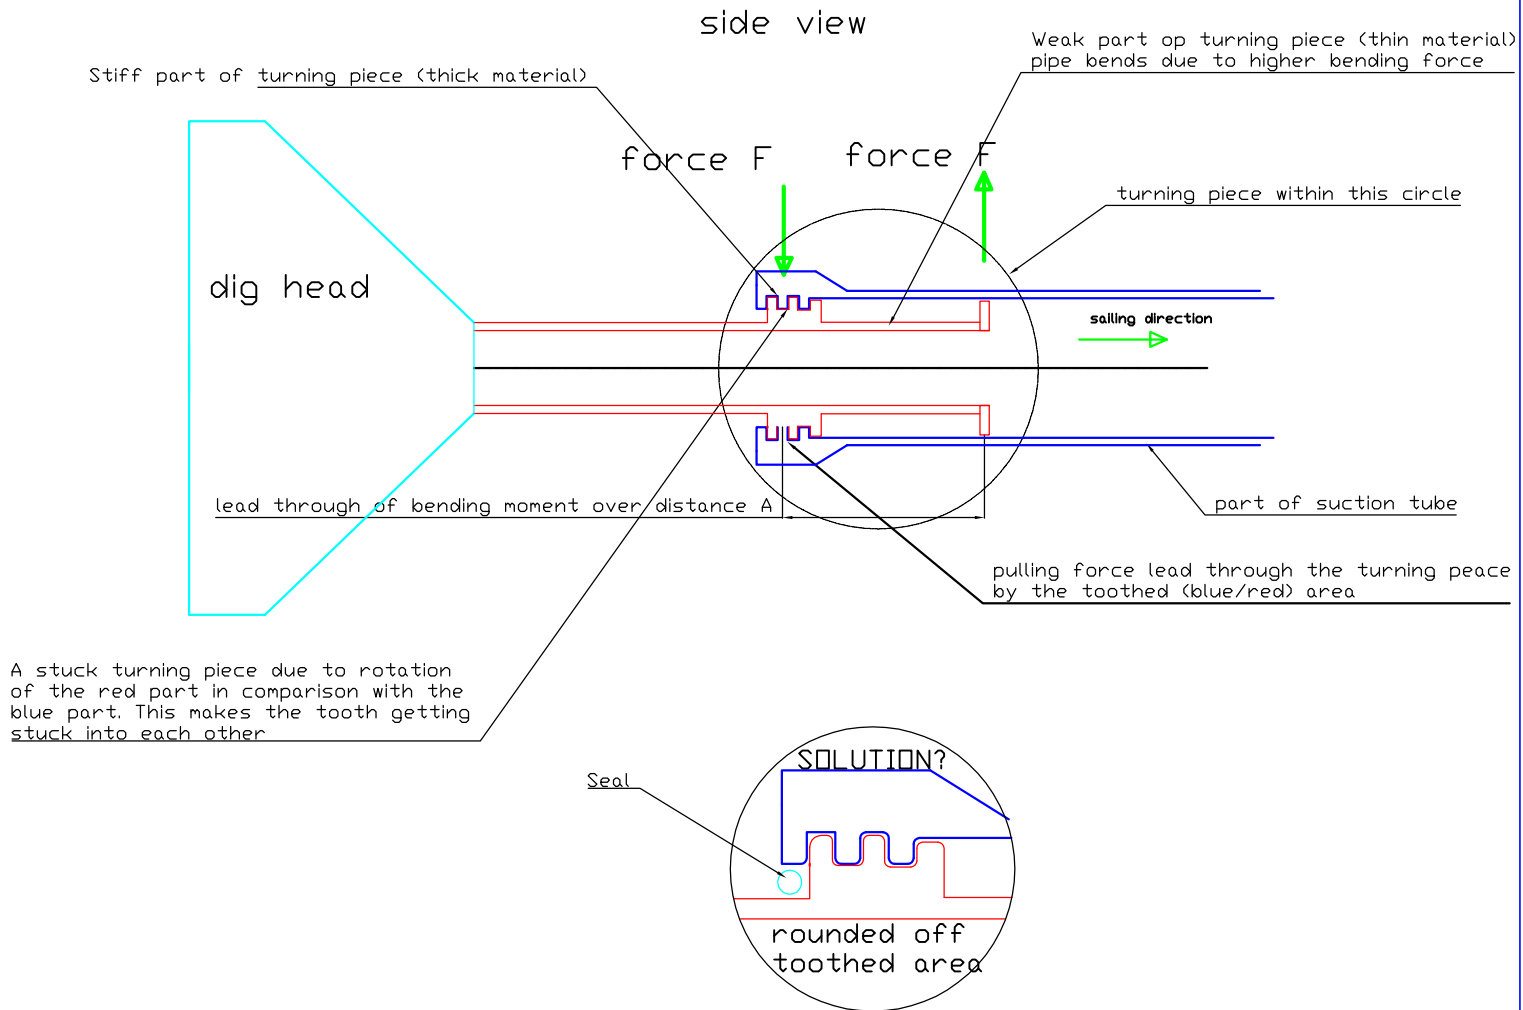 side view
Weak part op turning piece (thin material)
pipe bends due to higher bending force
Stiff part of turning piece (thick material)
force F
force F
turning piece within this circle
dig head
sailing direction
lead through of bending moment over distance A
part of suction tube
pulling force lead through the turning peace
by the toothed (blue/red) area
A stuck turning piece due to rotation
of the red part in comparison with the
blue part. This makes the tooth getting
stuck into each other
SOLUTION?
Seal
rounded off
toothed area